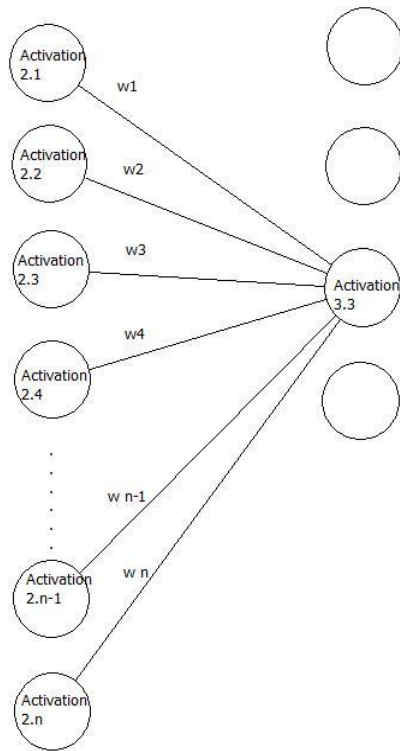 Activation
2.1
w1
Activation
2.2
w2
Activation
2.3
w3
Activation
3.3
w4
Activation
2.4
w n-1
Activation
2.n-1
w n
Activation
2.n